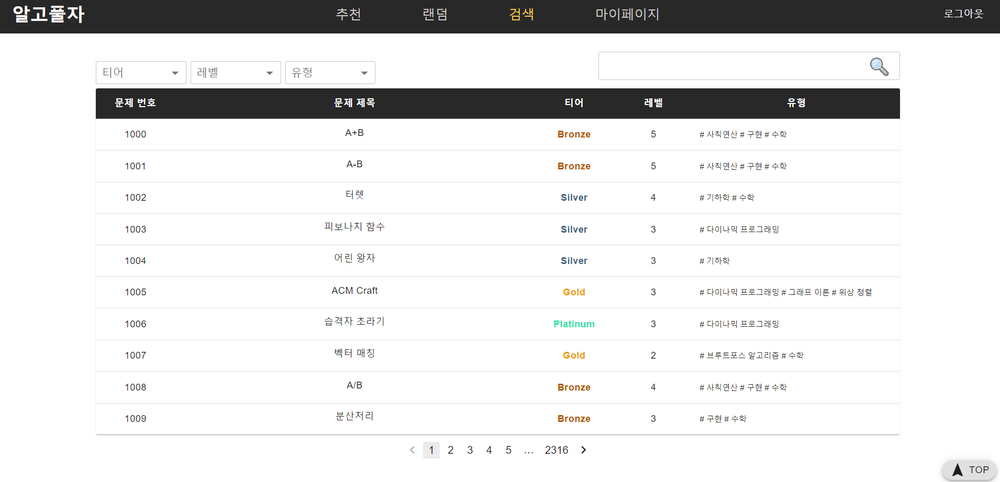 알고풀자 추천 랜덤 검색 마이페이지 로그아웃
티어 레벨 유형
문제 번호 문제 제목 티어 레벨 유형
1000 A+B Bronze 5 # 사칙연산 # 구현 # 수학
1001 A-B Bronze 5 # 사칙연산 # 구현 # 수학
1002 터렛 Silver 4 # 기하학 # 수학
1003 피보나치 함수 Silver 3 # 다이나믹 프로그래밍
1004 어린 왕자 Silver 3 # 기하학
1005 ACM Craft Gold 3 # 다이나믹 프로그래밍 # 그래프 이론 # 위상 정렬
1006 습격자 초라기 Platinum 3 # 다이나믹 프로그래밍
1007 벡터 매칭 Gold 2 # 브루트포스 알고리즘 # 수학
1008 A/B Bronze 4 # 사칙연산 # 구현 # 수학
1009 분산처리 Bronze 3 # 구현 # 수학
1 2 3 4 5 … 2316
TOP